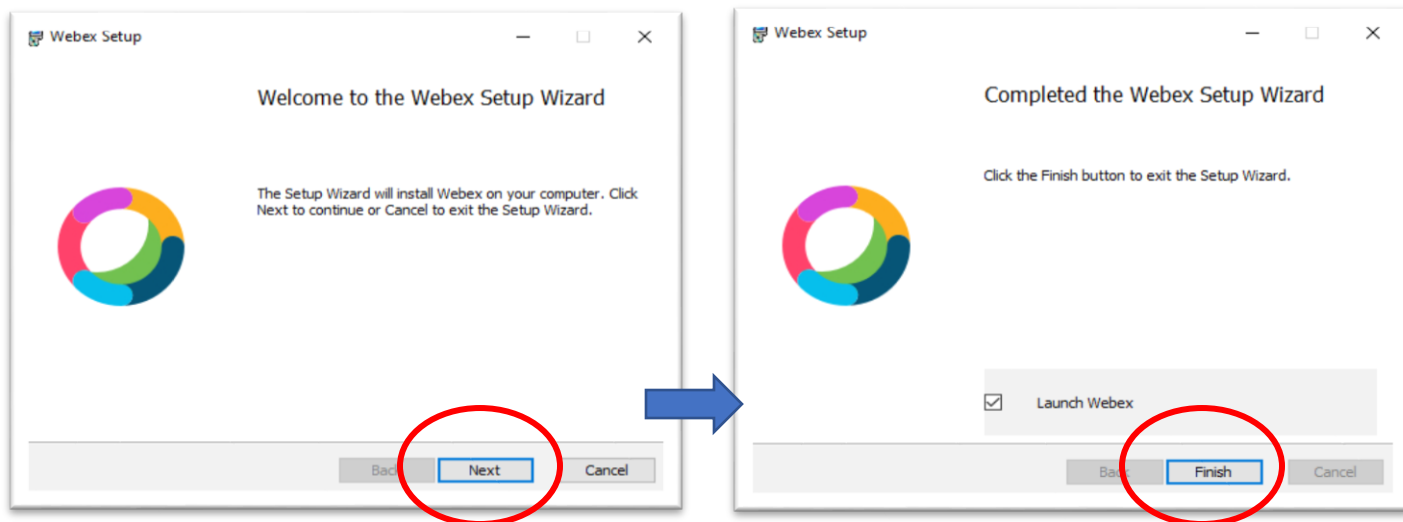 Webex Setup
Welcome to the Webex Setup Wizard
The Setup Wizard will install Webex on your computer. Click
Next to continue or Cancel to exit the Setup Wizard.
Back Next Cancel
Webex Setup
Completed the Webex Setup Wizard
Click the Finish button to exit the Setup Wizard.
Launch Webex
Back Finish Cancel